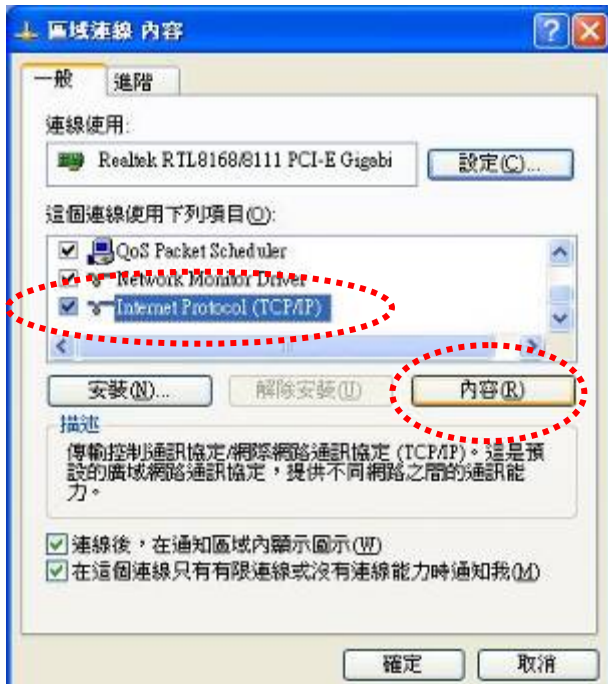 區域連線 內容
一般 進階
連線使用:
Realtek RTL8168/8111 PCI-E Gigabi 設定(C)...
這個連線使用下列項目(O):
QoS Packet Scheduler
Network Monitor Driver
Internet Protocol (TCP/IP)
安裝(N)... 解除安裝(U) 內容(R)
描述
傳輸控制通訊協定/網際網路通訊協定 (TCP/IP)。這是預
設的廣域網路通訊協定，提供不同網路之間的通訊能
力。
連線後，在通知區域內顯示圖示(W)
在這個連線只有有限連線或沒有連線能力時通知我(M)
確定 取消